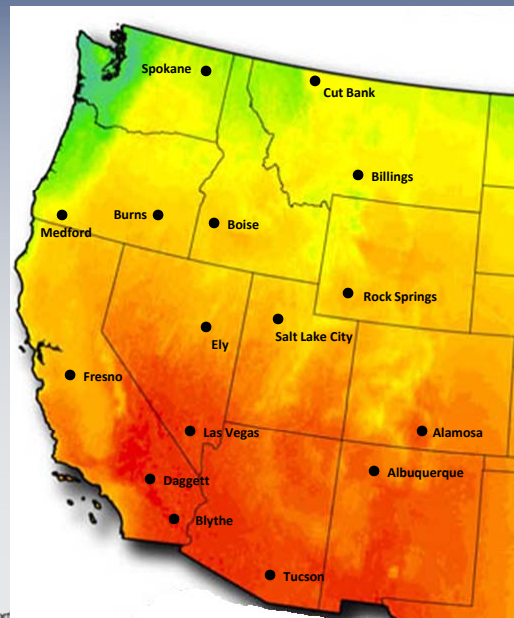 Spokane
Cut Bank
Billings
Burns
Boise
Medford
Rock Springs
Salt Lake City
Ely
Fresno
Las Vegas
Alamosa
Albuquerque
Daggett
Blythe
Tucson